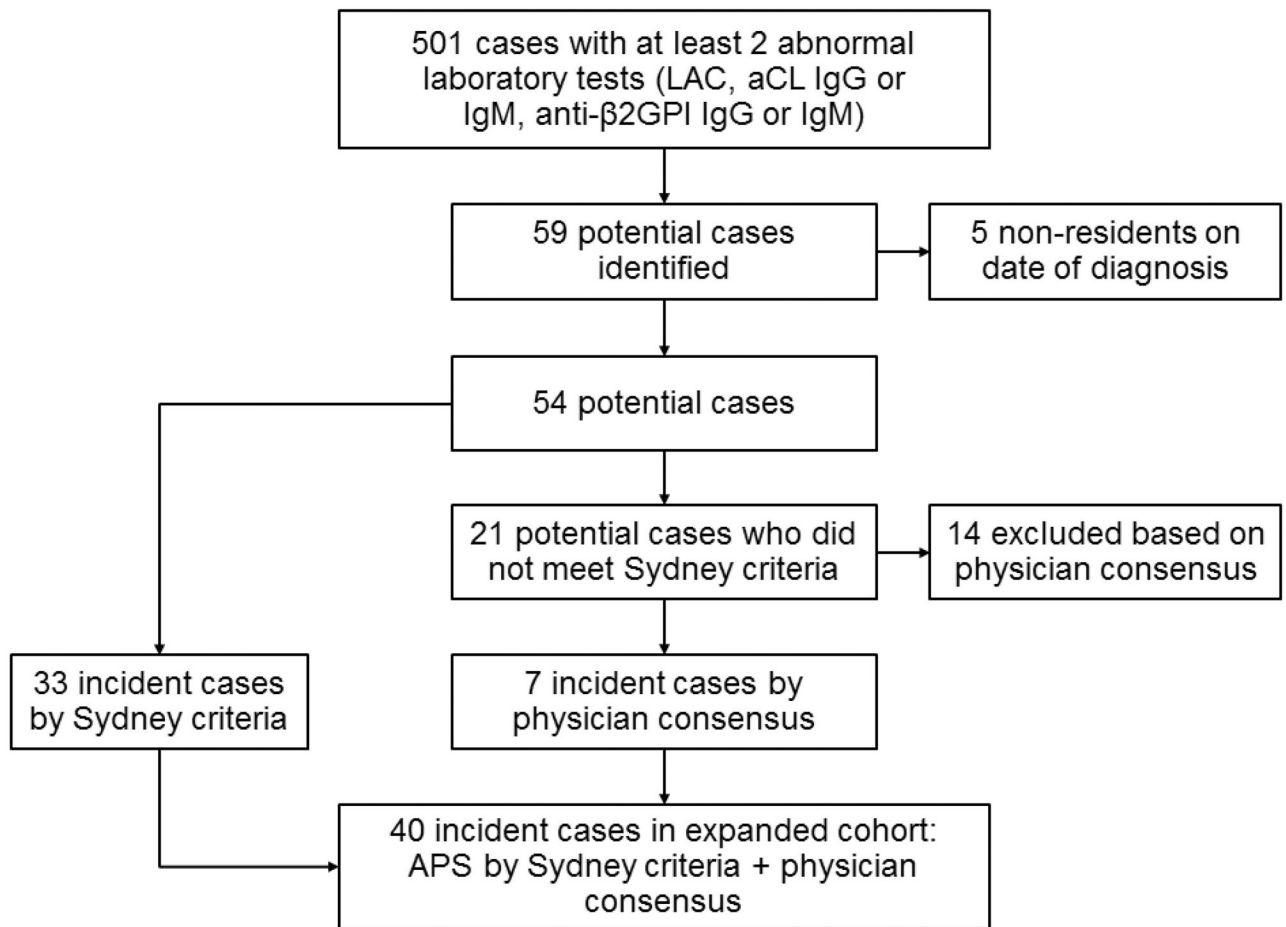 501 cases with at least 2 abnormal
laboratory tests (LAC, aCL IgG or
IgM, anti-β2GPI IgG or IgM)
59 potential cases
identified
5 non-residents on
date of diagnosis
54 potential cases
21 potential cases who did
not meet Sydney criteria
14 excluded based on
physician consensus
33 incident cases
by Sydney criteria
7 incident cases by
physician consensus
40 incident cases in expanded cohort:
APS by Sydney criteria + physician
consensus